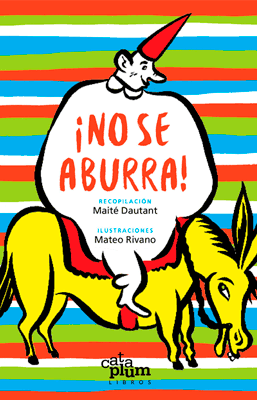 ¡NO SE
ABURRA!
RECOPILACIÓN
Maité Dautant
ILUSTRACIONES
Mateo Rivano
cata
plum
LIBROS